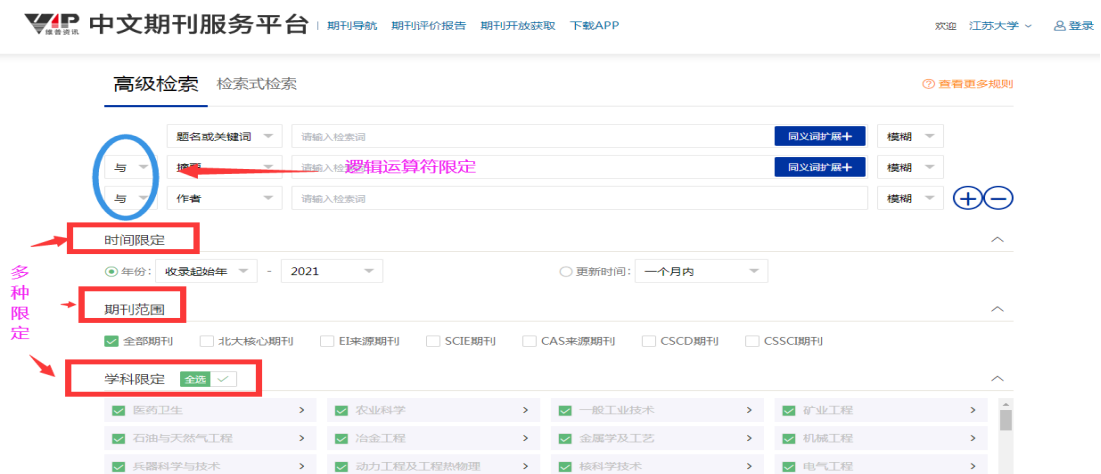 VIP 维普资讯 中文期刊服务平台 期刊导航 期刊评价报告 期刊开放获取 下载APP 欢迎 江苏大学 登录
高级检索 检索式检索 查看更多规则
题名或关键词 请输入检索词 同义词扩展+ 模糊
与 摘要 请输入检索词 同义词扩展+ 模糊
逻辑运算符限定
与 作者 请输入检索词 模糊
时间限定
年份: 收录起始年 - 2021 更新时间: 一个月内
多种限定
期刊范围
全部期刊 北大核心期刊 EI来源期刊 SCIE期刊 CAS来源期刊 CSCD期刊 CSSCI期刊
学科限定 全选
医药卫生 农业科学 一般工业技术 矿业工程
石油与天然气工程 冶金工程 金属学及工艺 机械工程
兵器科学与技术 动力工程及工程热物理 核科学技术 电气工程